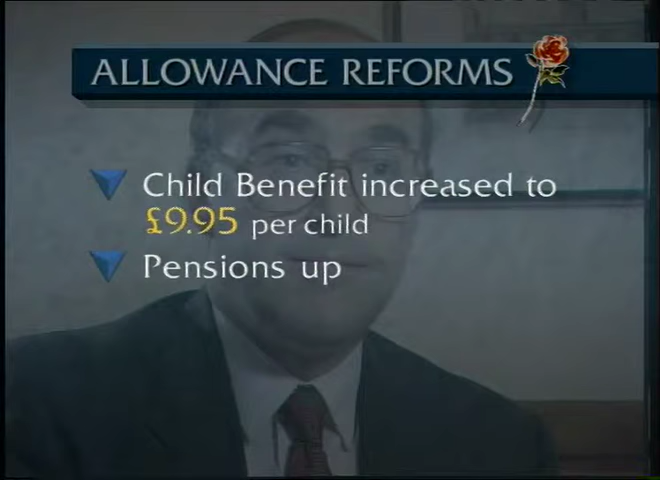 ALLOWANCE REFORMS
Child Benefit increased to
£9.95 per child
Pensions up